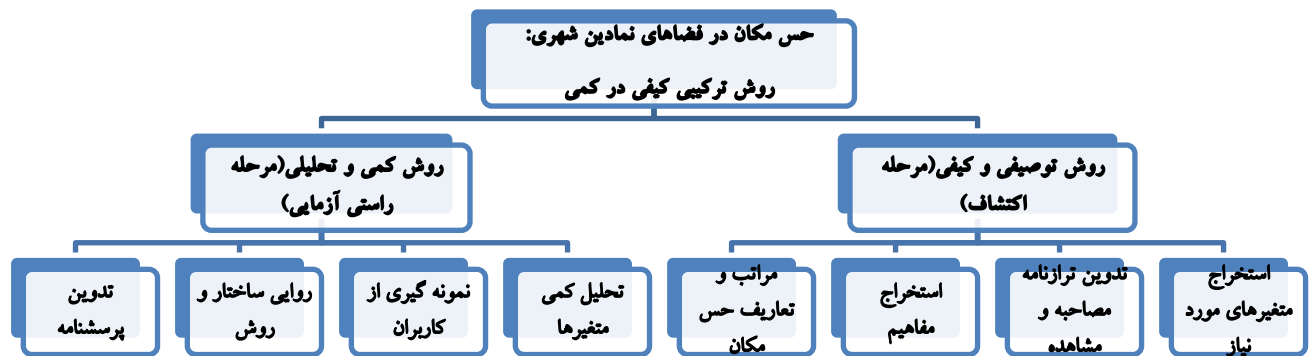 حس مکان در فضاهای نمادین شهری:
روش ترکیبی کیفی در کمی
روش توصیفی و کیفی(مرحله
اکتشاف)
روش کمی و تحلیلی(مرحله
راستی آزمایی)
استخراج
متغیرهای مورد
نیاز
تدوین ترازنامه
مصاحبه و
مشاهده
استخراج
مفاهیم
مراتب و
تعاریف حس
مکان
تحلیل کمی
متغیرها
نمونه گیری از
کاربران
روایی ساختار و
روش
تدوین
پرسشنامه